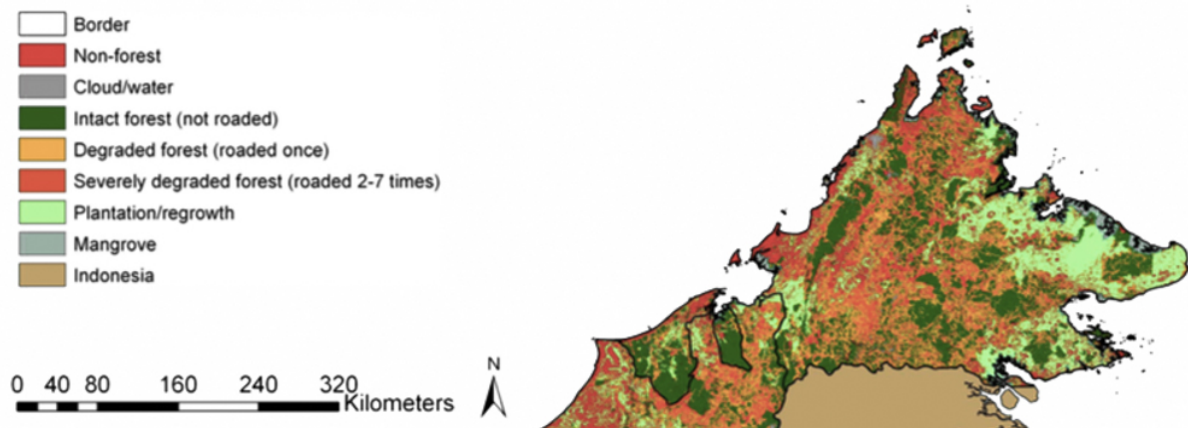 Border
Non-forest
Cloud/water
Intact forest (not roaded)
Degraded forest (roaded once)
Severely degraded forest (roaded 2-7 times)
Plantation/regrowth
Mangrove
Indonesia
0 40 80 160 240 320
Kilometers
N